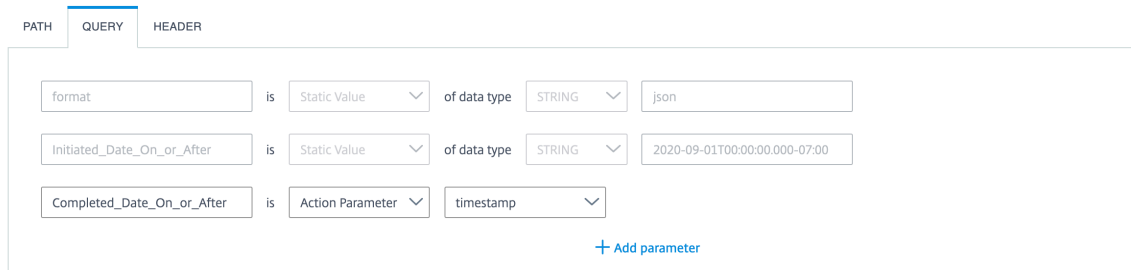 PATH QUERY HEADER
format is Static Value of data type STRING json
Initiated_Date_On_or_After is Static Value of data type STRING 2020-09-01T00:00:00.000-07:00
Completed_Date_On_or_After is Action Parameter timestamp
+ Add parameter